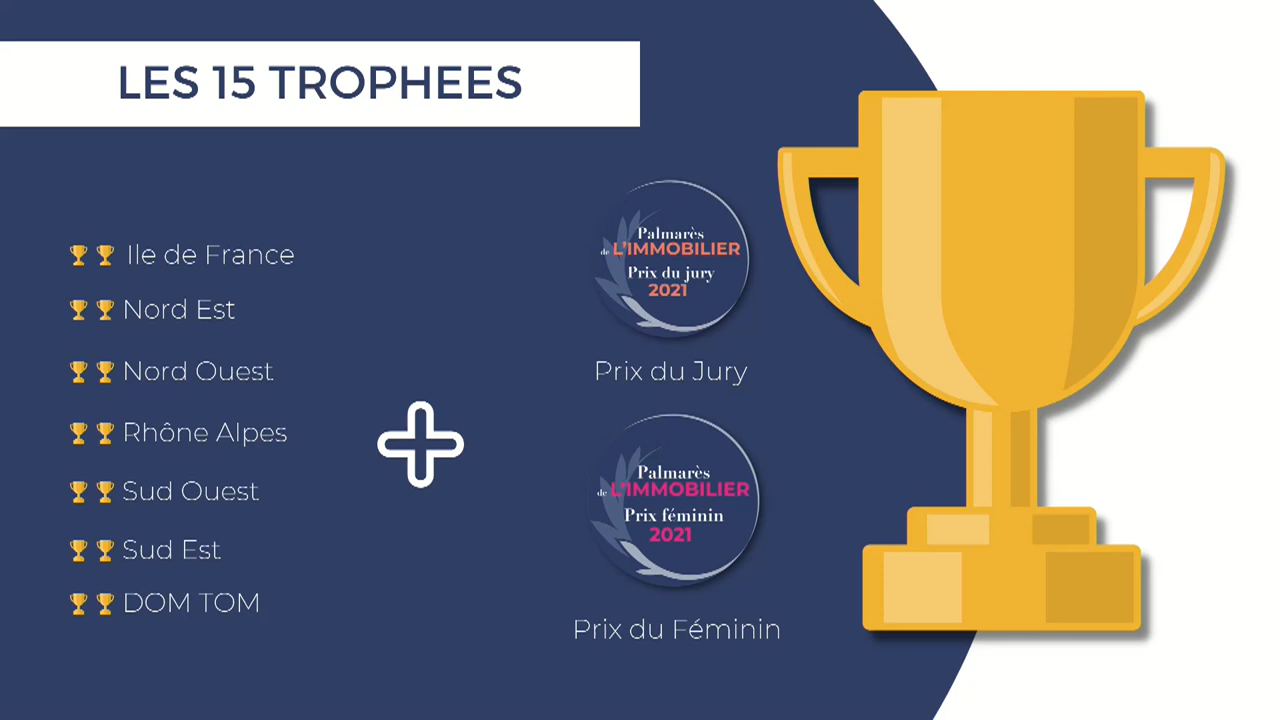 LES 15 TROPHEES
Ile de France
Nord Est
Nord Ouest
Rhône Alpes
Sud Ouest
Sud Est
DOM TOM
Palmarès
de L'IMMOBILIER
Prix du jury
2021
Prix du Jury
Palmarès
de L'IMMOBILIER
Prix féminin
2021
Prix du Féminin